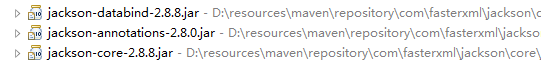 jackson-databind-2.8.8.jar - D:\resources\maven\repository\com\fasterxml\jackson\c
jackson-annotations-2.8.0.jar - D:\resources\maven\repository\com\fasterxml\jackso
jackson-core-2.8.8.jar - D:\resources\maven\repository\com\fasterxml\jackson\core\